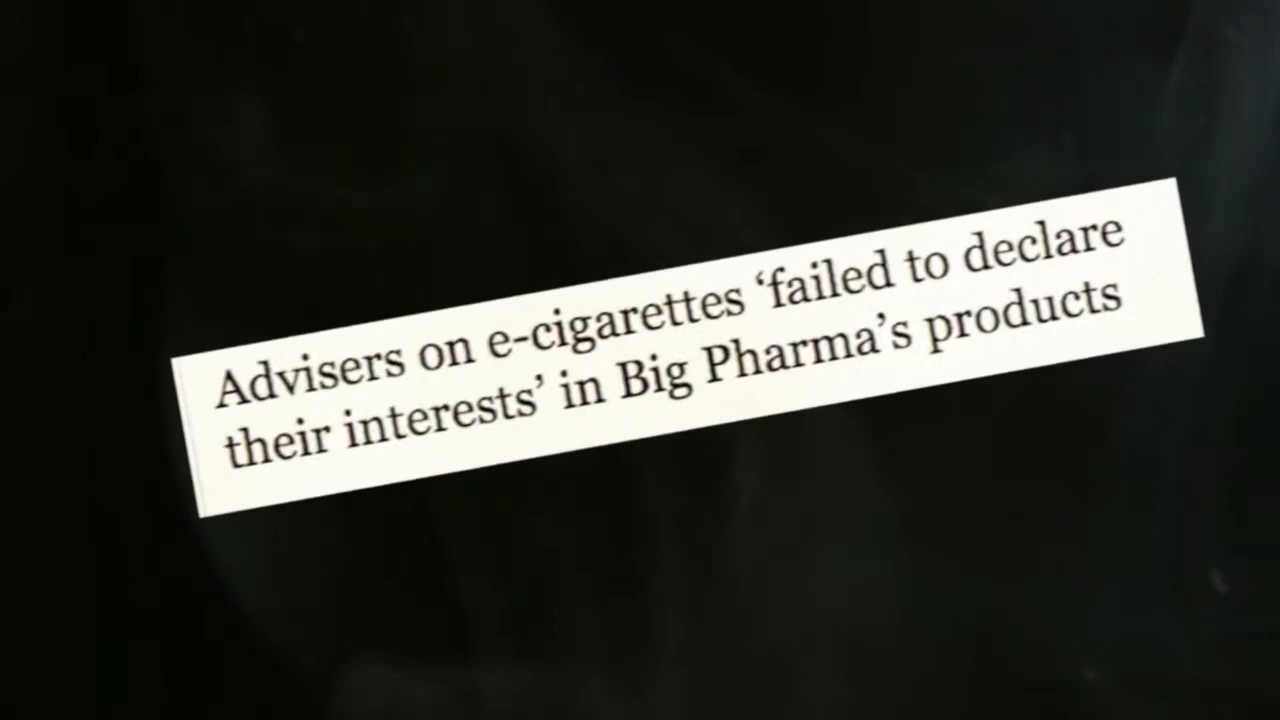 Advisers on e-cigarettes ‘failed to declare
their interests’ in Big Pharma’s products